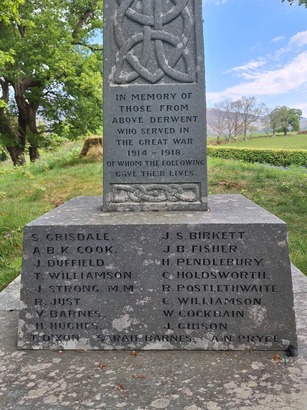 IN MEMORY OF
THOSE FROM
ABOVE DERWENT
WHO SERVED IN
THE GREAT WAR
1914 - 1918
OF WHOM THE FOLLOWING
GAVE THEIR LIVES.
S. GRISDALE. J. S. BIRKETT.
A. B. K. COOK. J. B. FISHER
J. DUFFIELD. H. PENDLEBURY.
T. WILLIAMSON C. HOLDSWORTH.
J. STRONG. M.M. R. POSTLETHWAITE
R. JUST. C. WILLIAMSON.
V. BARNES. W. COCKBAIN
H. HUGHES. J. GIBSON
T. DIXON SARAH BARNES. A. N. PRYCE